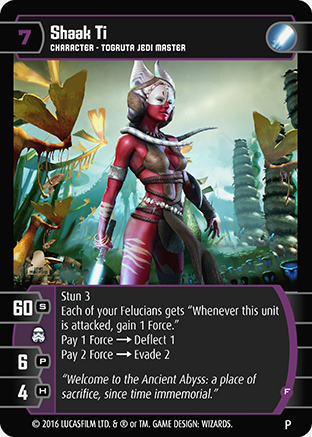 7
Shaak Ti
CHARACTER - TOGRUTA JEDI MASTER
60 S
Stun 3
Each of your Felucians gets “Whenever this unit
is attacked, gain 1 Force.”
Pay 1 Force → Deflect 1
6 P
Pay 2 Force → Evade 2
4 H
“Welcome to the Ancient Abyss: a place of
sacrifice, since time immemorial.”
F
© 2016 LUCASFILM LTD. & ® or TM. GAME DESIGN: WIZARDS.
P